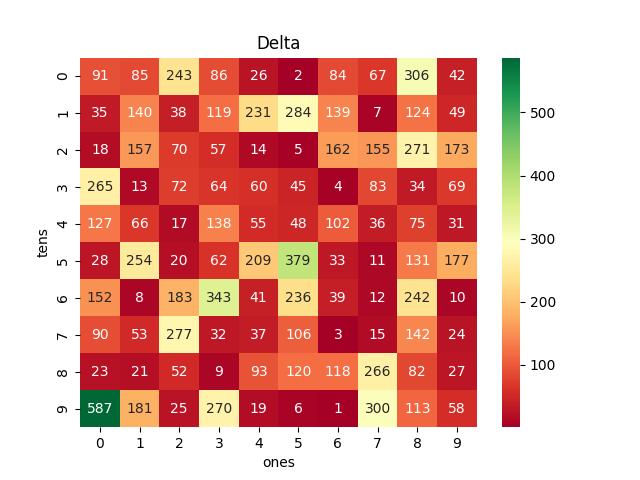 Delta
0 91 85 243 86 26 2 84 67 306 42
1 35 140 38 119 231 284 139 7 124 49
2 18 157 70 57 14 5 162 155 271 173
3 265 13 72 64 60 45 4 83 34 69
4 127 66 17 138 55 48 102 36 75 31
5 28 254 20 62 209 379 33 11 131 177
6 152 8 183 343 41 236 39 12 242 10
7 90 53 277 32 37 106 3 15 142 24
8 23 21 52 9 93 120 118 266 82 27
9 587 181 25 270 19 6 1 300 113 58
0 1 2 3 4 5 6 7 8 9
ones
tens
500
400
300
200
100